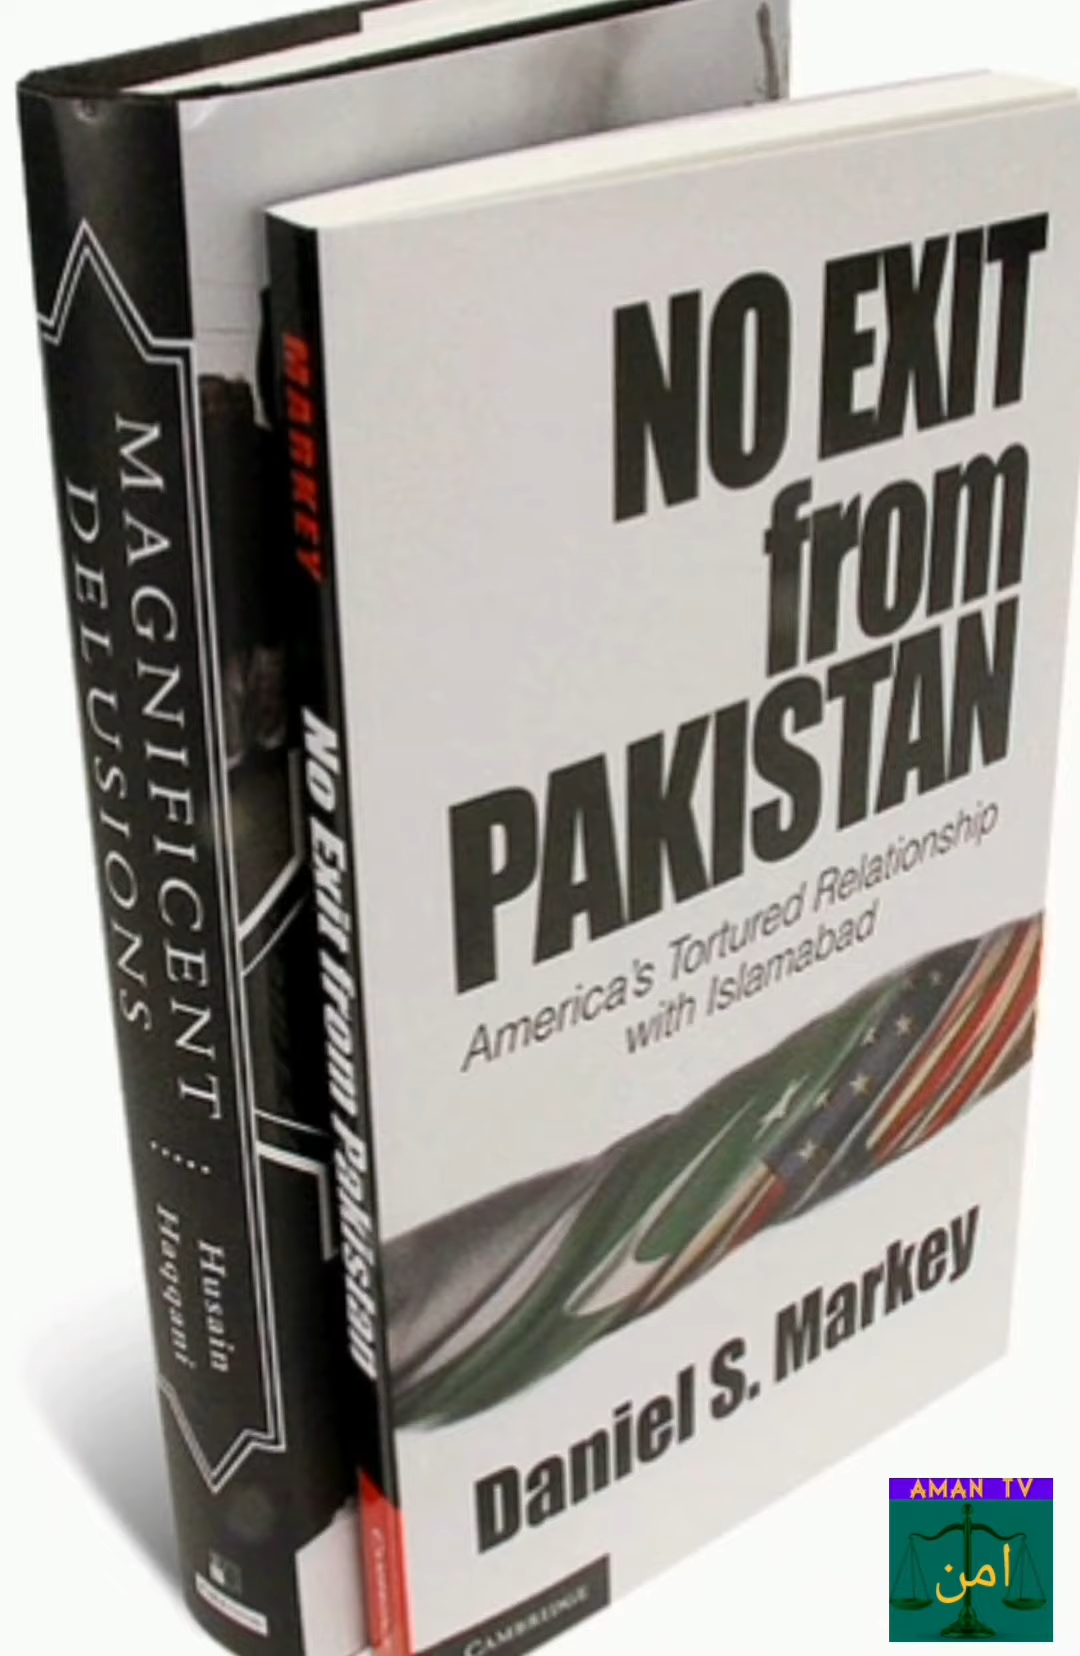 MAGNIFICENT
DELUSIONS
Husain
Haqqani
MARKEY
No Exit from Pakistan
NO EXIT
from
PAKISTAN
America's Tortured Relationship
with Islamabad
Daniel S. Markey
CAMBRIDGE
AMAN TV
امن